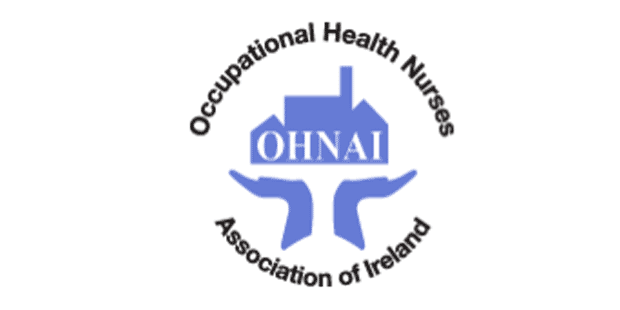 Occupational Health Nurses
OHNAI
Association of Ireland